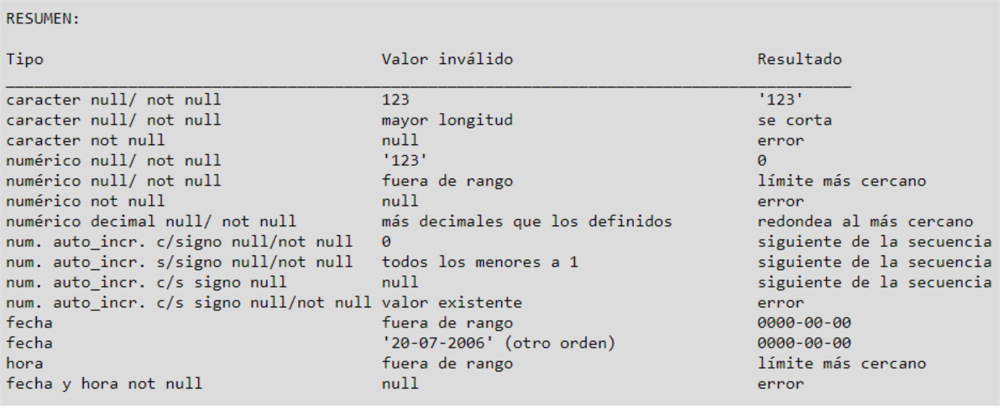 RESUMEN:
Tipo Valor inválido Resultado
caracter null/ not null 123 '123'
caracter null/ not null mayor longitud se corta
caracter not null null error
numérico null/ not null '123' 0
numérico null/ not null fuera de rango límite más cercano
numérico not null null error
numérico decimal null/ not null más decimales que los definidos redondea al más cercano
num. auto_incr. c/signo null/not null 0 siguiente de la secuencia
num. auto_incr. s/signo null/not null todos los menores a 1 siguiente de la secuencia
num. auto_incr. c/s signo null null siguiente de la secuencia
num. auto_incr. c/s signo null/not null valor existente error
fecha fuera de rango 0000-00-00
fecha '20-07-2006' (otro orden) 0000-00-00
hora fuera de rango límite más cercano
fecha y hora not null null error